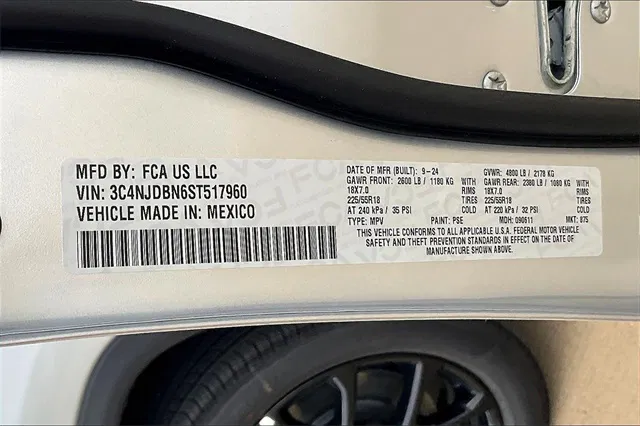 MFD BY: FCA US LLC
VIN: 3C4NJDBN6ST517960
VEHICLE MADE IN: MEXICO
DATE OF MFR (BUILT): 9-24 GVWR: 4800 LB / 2178 KG
GAWR FRONT: 2600 LB / 1180 KG WITH GAWR REAR: 2380 LB / 1080 KG WITH
18X7.0 RIMS 18X7.0 RIMS
225/55R18 TIRES 225/55R18 TIRES
AT 240 kPa / 35 PSI COLD AT 220 kPa / 32 PSI COLD
TYPE: MPV PAINT: PSE MDH: 090611 MKT: 875
THIS VEHICLE CONFORMS TO ALL APPLICABLE U.S.A. FEDERAL MOTOR VEHICLE
SAFETY AND THEFT PREVENTION STANDARDS IN EFFECT ON THE DATE OF
MANUFACTURE SHOWN ABOVE.